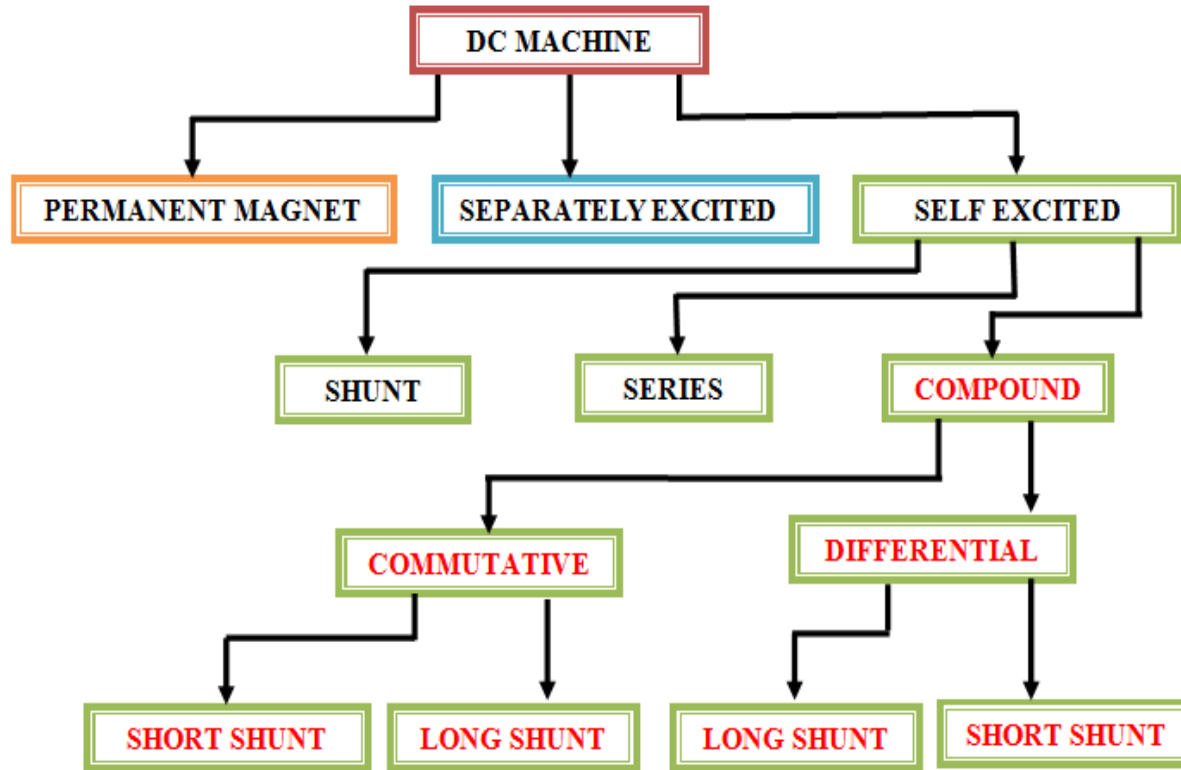 DC MACHINE
PERMANENT MAGNET
SEPARATELY EXCITED
SELF EXCITED
SHUNT
SERIES
COMPOUND
COMMUTATIVE
DIFFERENTIAL
SHORT SHUNT
LONG SHUNT
LONG SHUNT
SHORT SHUNT